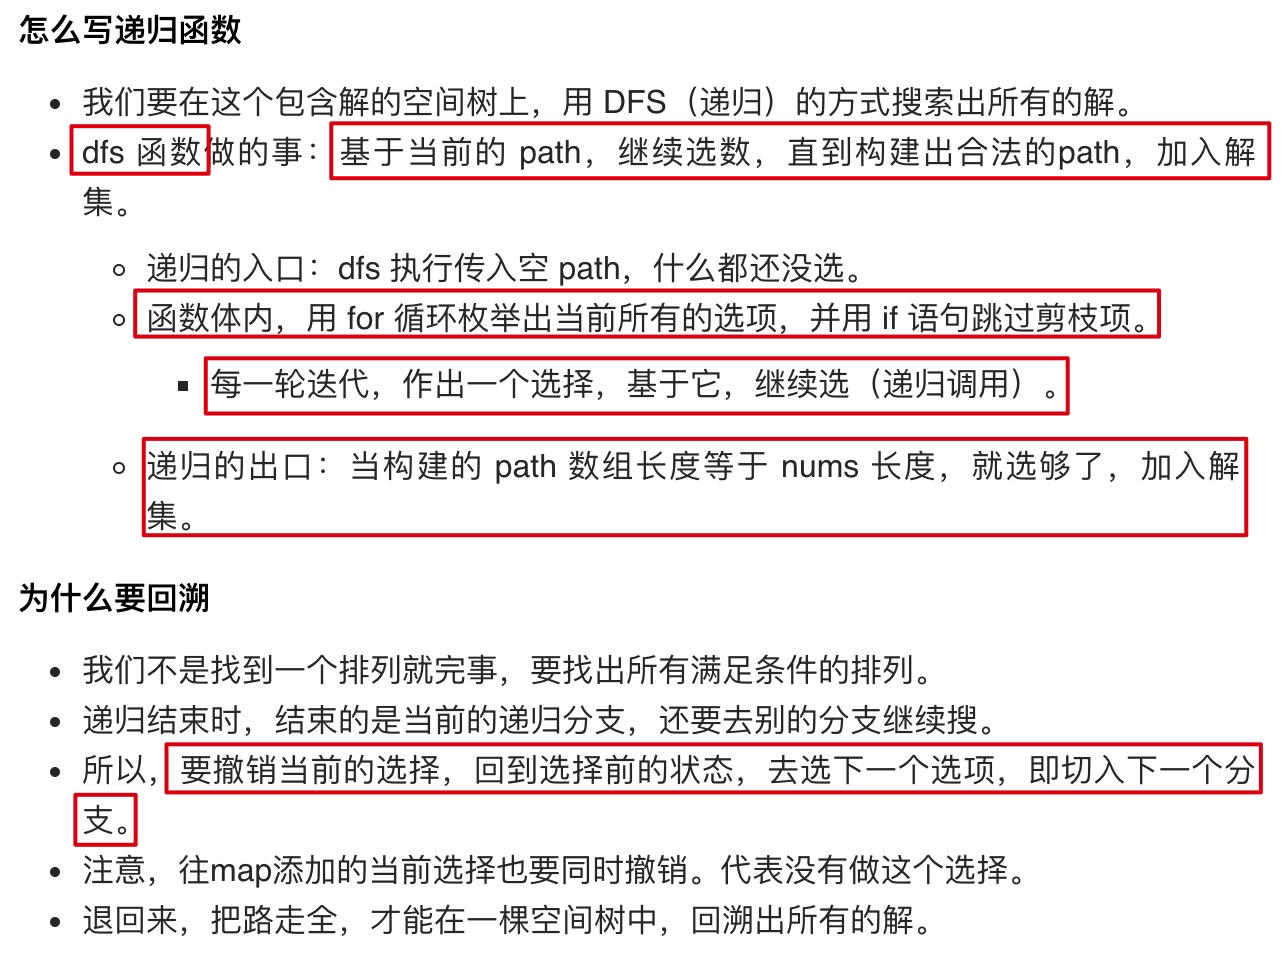 怎么写递归函数
我们要在这个包含解的空间树上，用 DFS（递归）的方式搜索出所有的解。
dfs 函数做的事：基于当前的 path，继续选数，直到构建出合法的path，加入解
集。
递归的入口：dfs 执行传入空 path，什么都还没选。
函数体内，用 for 循环枚举出当前所有的选项，并用 if 语句跳过剪枝项。
每一轮迭代，作出一个选择，基于它，继续选（递归调用）。
递归的出口：当构建的 path 数组长度等于 nums 长度，就选够了，加入解
集。
为什么要回溯
我们不是找到一个排列就完事，要找出所有满足条件的排列。
递归结束时，结束的是当前的递归分支，还要去别的分支继续搜。
所以，要撤销当前的选择，回到选择前的状态，去选下一个选项，即切入下一个分
支。
注意，往map添加的当前选择也要同时撤销。代表没有做这个选择。
退回来，把路走全，才能在一棵空间树中，回溯出所有的解。